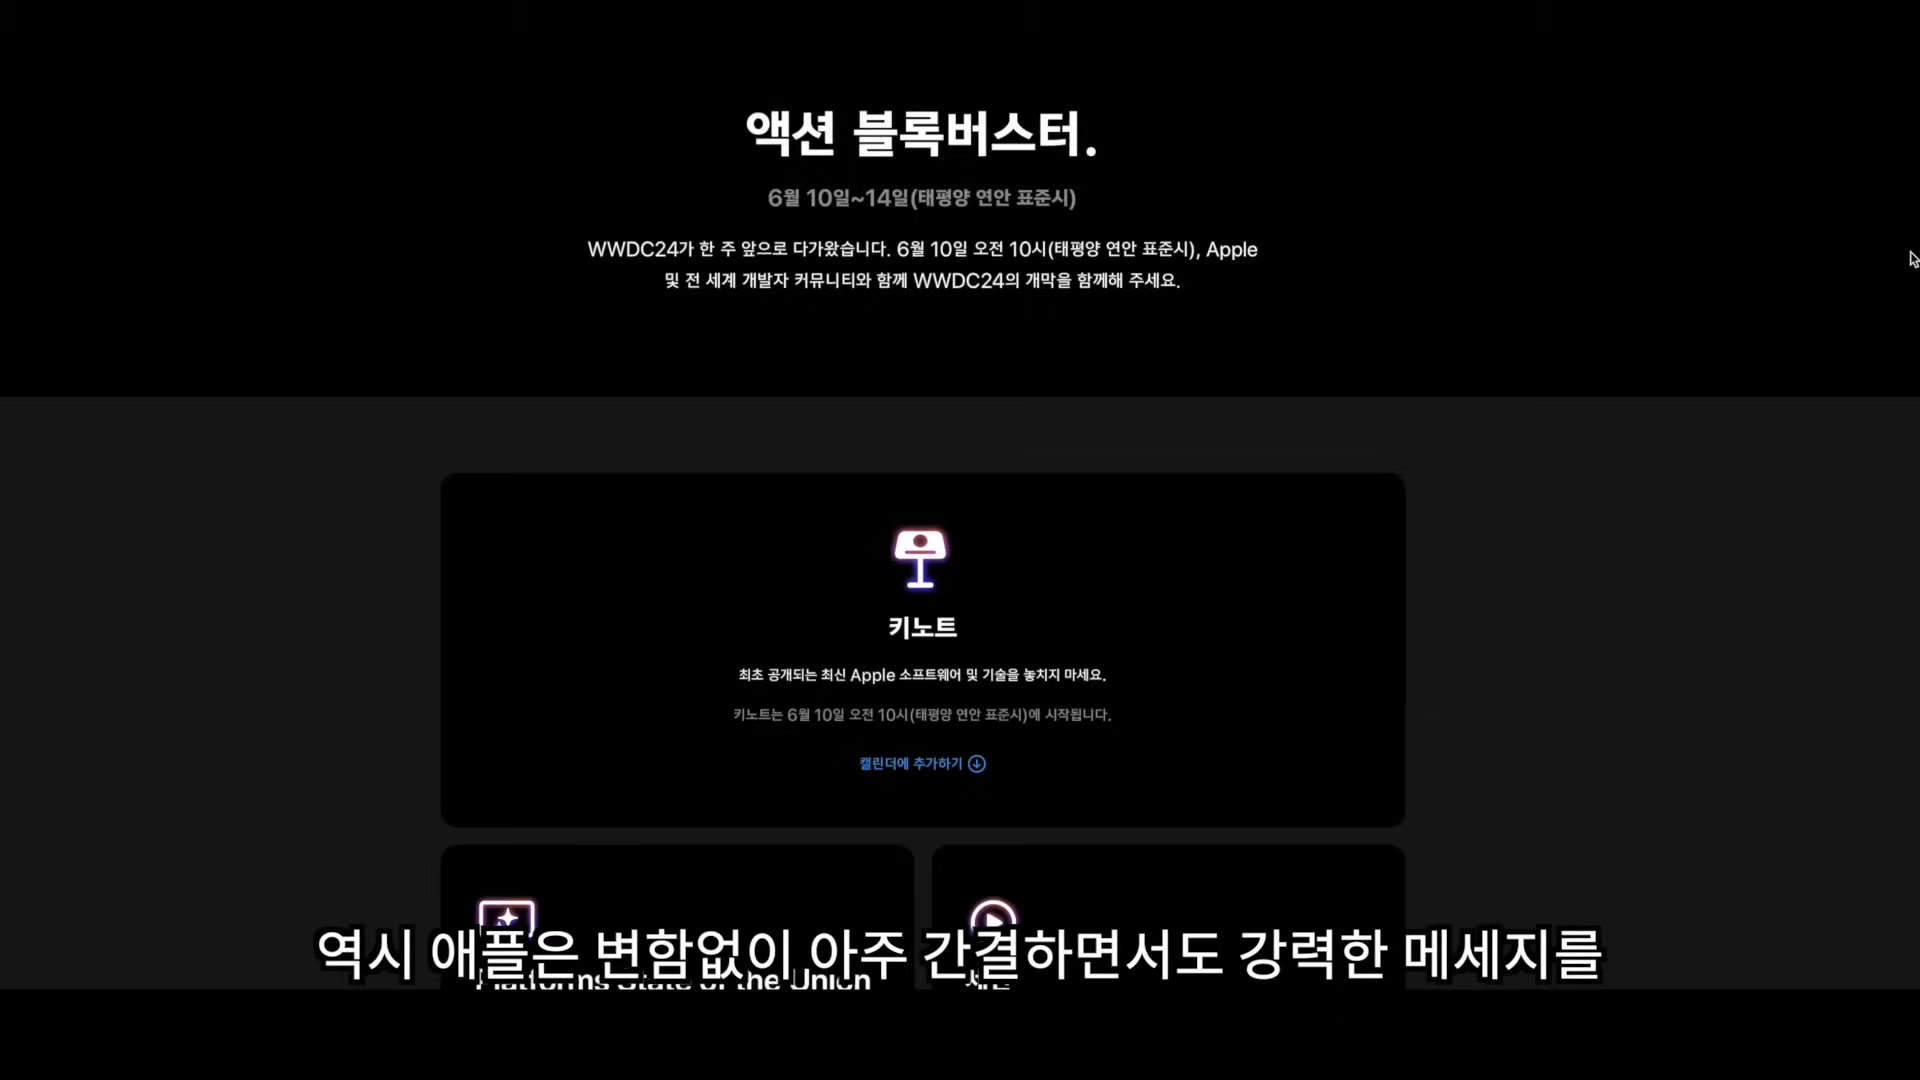 액션 블록버스터.
6월 10일~14일(태평양 연안 표준시)
WWDC24가 한 주 앞으로 다가왔습니다. 6월 10일 오전 10시(태평양 연안 표준시), Apple
및 전 세계 개발자 커뮤니티와 함께 WWDC24의 개막을 함께해 주세요.
키노트
최초 공개되는 최신 Apple 소프트웨어 및 기술을 놓치지 마세요.
키노트는 6월 10일 오전 10시(태평양 연안 표준시)에 시작됩니다.
캘린더에 추가하기
Platforms State of the Union
역시 애플은 변함없이 아주 간결하면서도 강력한 메세지를